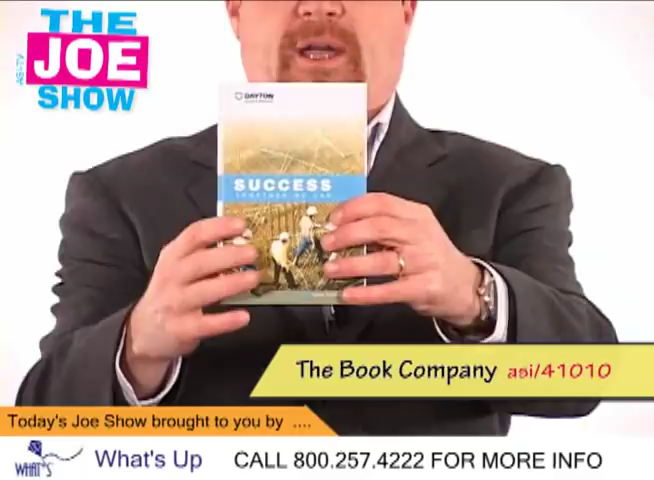 THE
JOE
SHOW
ASI-TV
DAYTON
SUCCESS
The Book Company asi/41010
Today's Joe Show brought to you by ....
WHAT'S
What's Up
CALL 800.257.4222 FOR MORE INFO